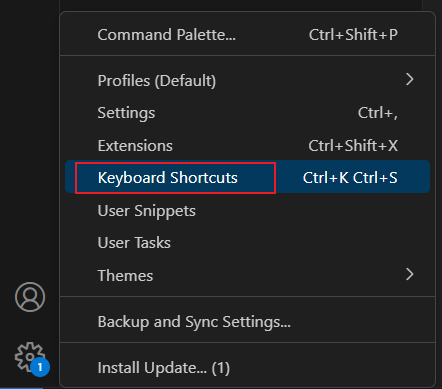 Command Palette... Ctrl+Shift+P
Profiles (Default)
Settings Ctrl+,
Extensions Ctrl+Shift+X
Keyboard Shortcuts Ctrl+K Ctrl+S
User Snippets
User Tasks
Themes
Backup and Sync Settings...
1
Install Update... (1)